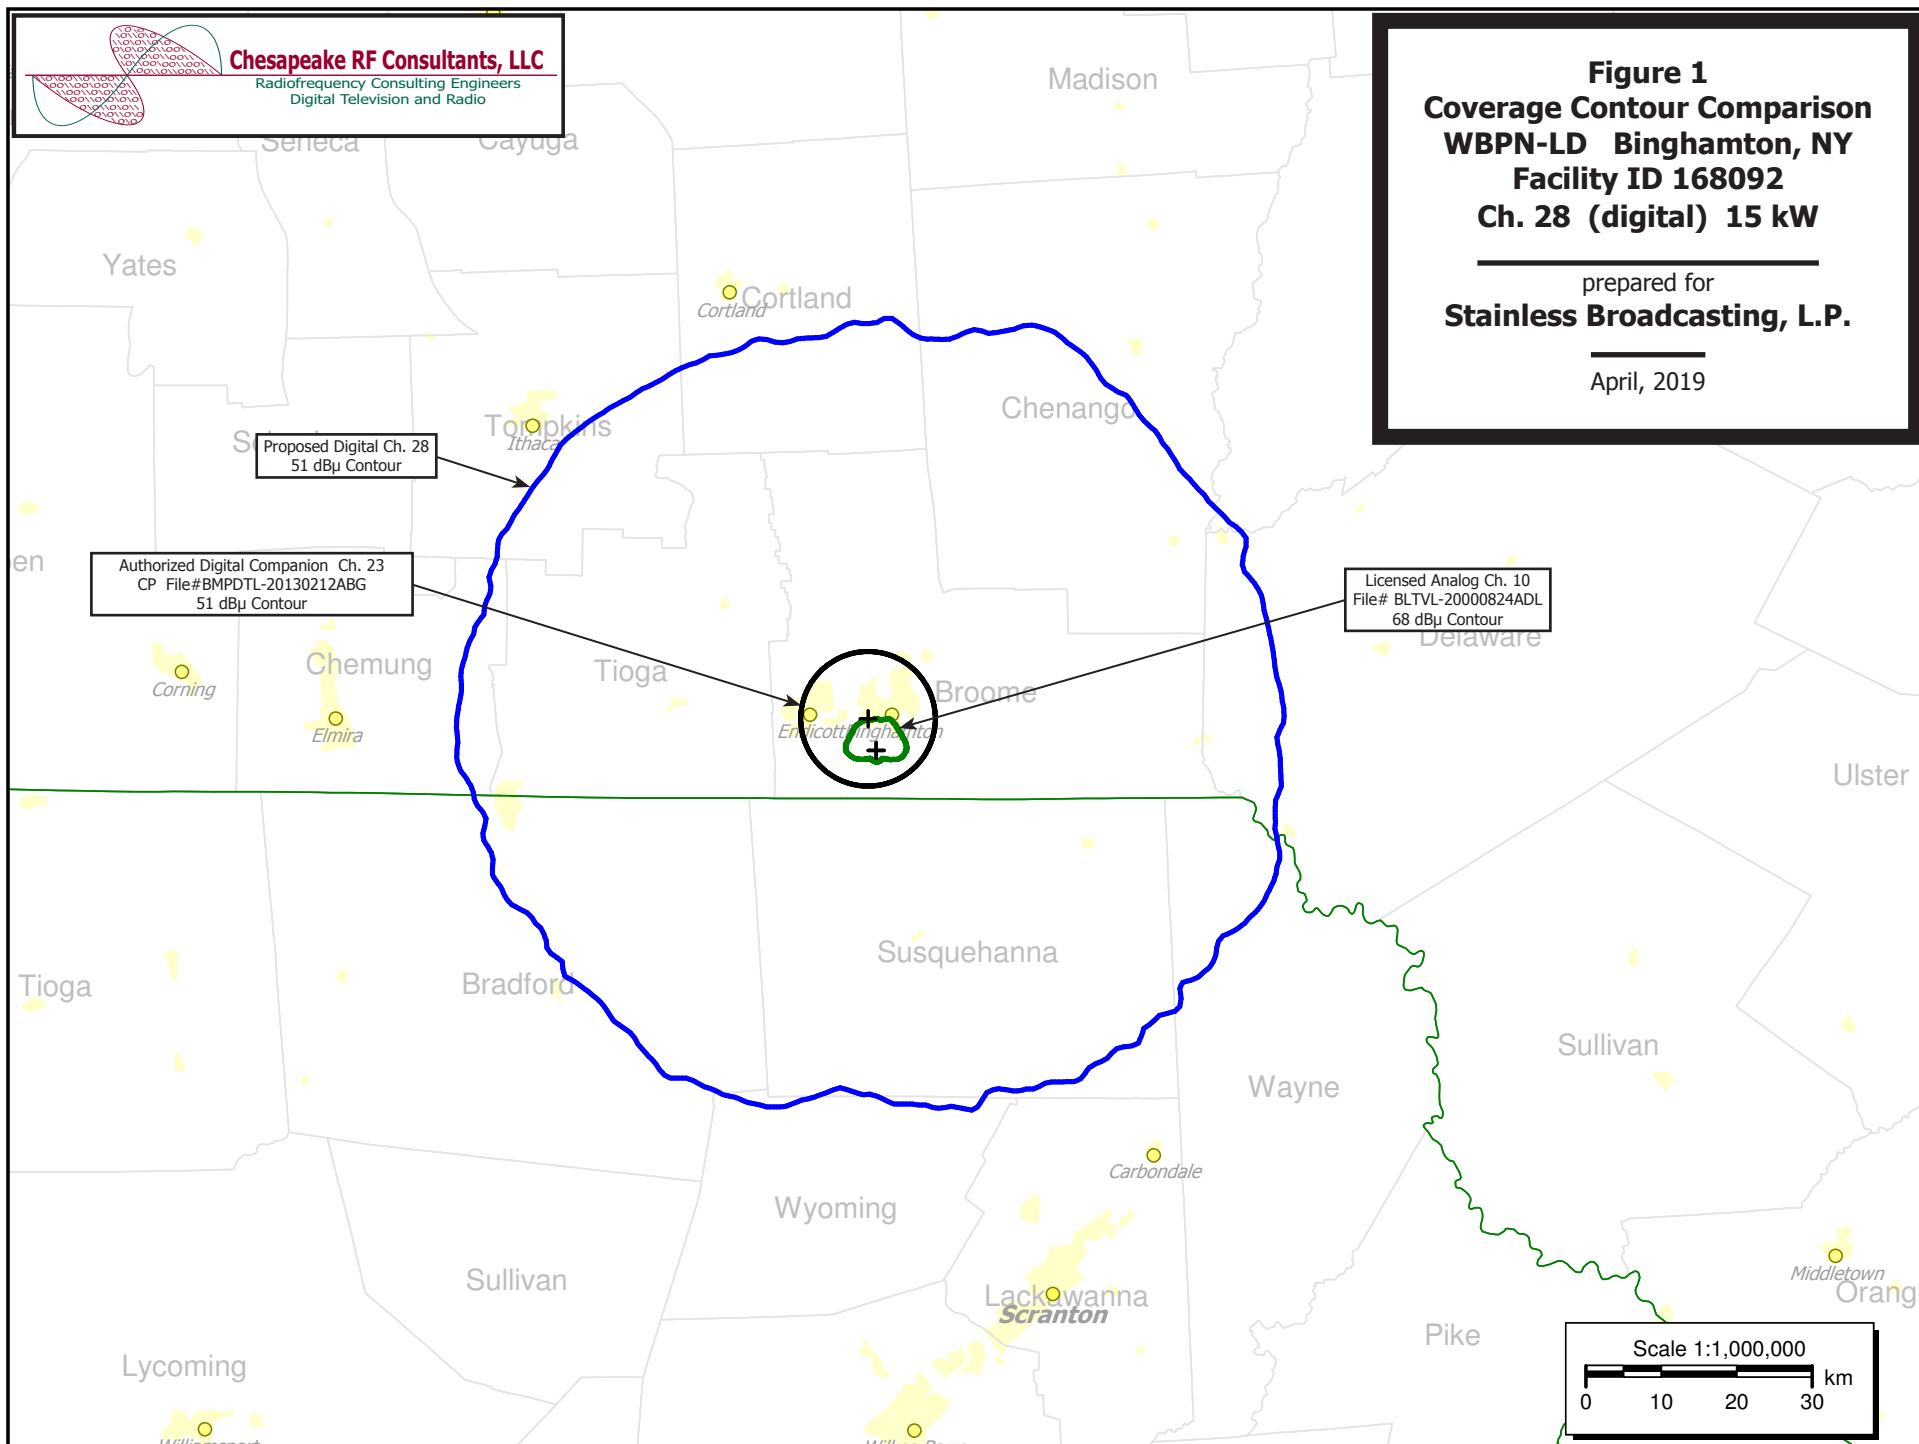 Chesapeake RF Consultants, LLC
Radiofrequency Consulting Engineers
Digital Television and Radio
Figure 1
Coverage Contour Comparison
WBPN-LD Binghamton, NY
Facility ID 168092
Ch. 28 (digital) 15 kW
prepared for
Stainless Broadcasting, L.P.
April, 2019
Madison
Seneca
Cayuga
Yates
Cortland
Cortland
Chenango
Tompkins
Ithaca
Proposed Digital Ch. 28
51 dBµ Contour
en
Authorized Digital Companion Ch. 23
CP File#BMPDTL-20130212ABG
51 dBµ Contour
Licensed Analog Ch. 10
File# BLTVL-20000824ADL
68 dBµ Contour
Delaware
Chemung
Tioga
Broome
Corning
Elmira
Endicott
Binghamton
Ulster
Susquehanna
Tioga
Bradford
Sullivan
Wayne
Carbondale
Wyoming
Sullivan
Lackawanna
Scranton
Middletown
Orang
Pike
Lycoming
Scale 1:1,000,000
km
0 10 20 30